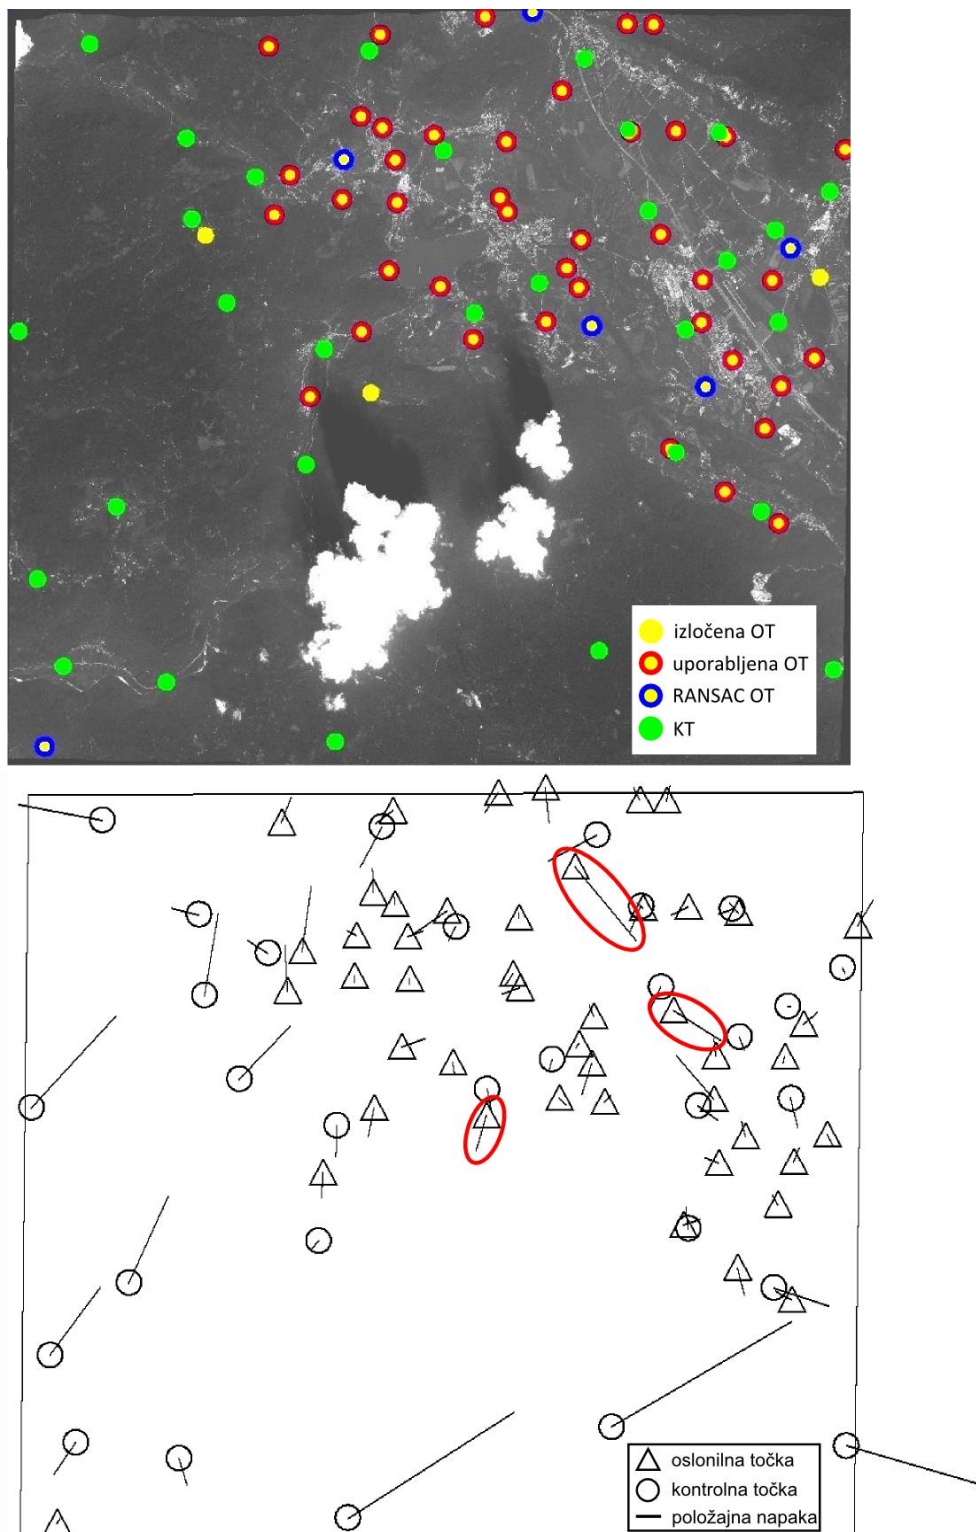 izločena OT
uporabljena OT
RANSAC OT
KT
oslonilna točka
kontrolna točka
položajna napaka